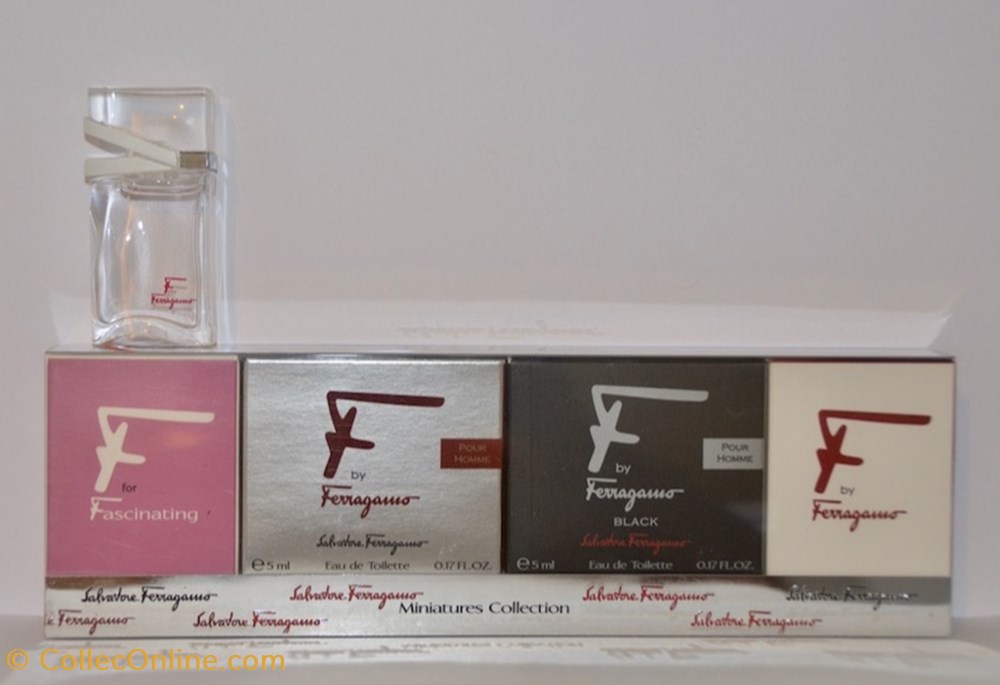 F
Ferragamo
F
for
Fascinating
F
by
Ferragamo
POUR
HOMME
Salvatore Ferragamo
e 5 ml Eau de Toilette 0.17 FL.OZ.
F
by
Ferragamo
POUR
HOMME
BLACK
Salvatore Ferragamo
e 5 ml Eau de Toilette 0.17 FL.OZ.
F
by
Ferragamo
Salvatore Ferragamo Salvatore Ferragamo Salvatore Ferragamo Salvatore Ferragamo
Miniatures Collection
e Ferragamo Salvatore Ferragamo Salvatore Ferragamo
© CollecOnline.com